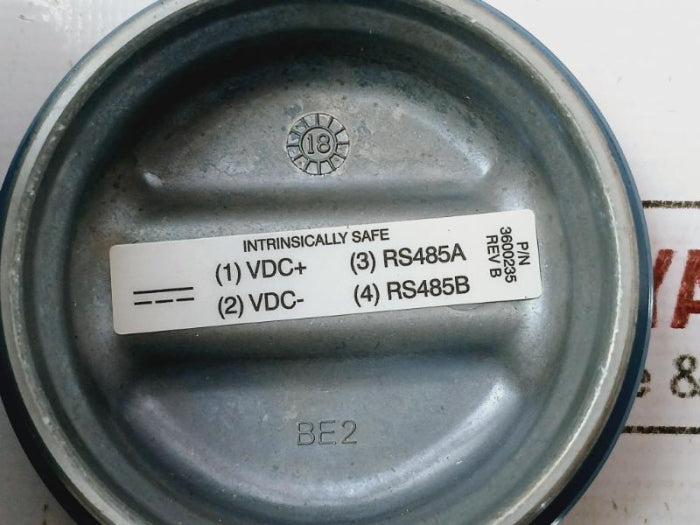 18
INTRINSICALLY SAFE
(1) VDC+
(2) VDC-
(3) RS485A
(4) RS485B
P/N
3600235
REV B
BE2